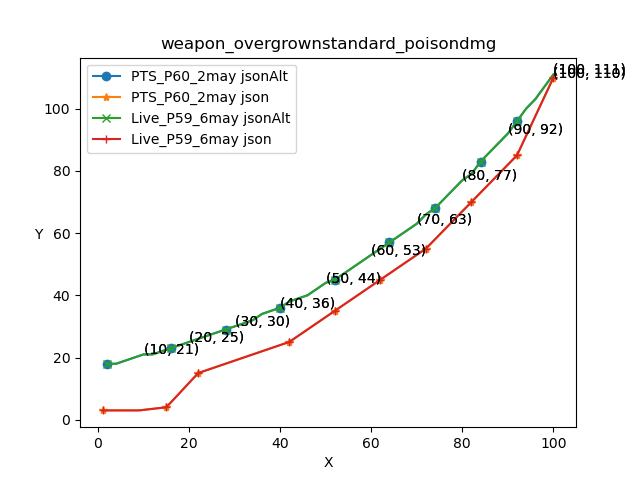 weapon_overgrownstandard_poisondmg
PTS_P60_2may jsonAlt
PTS_P60_2may json
Live_P59_6may jsonAlt
Live_P59_6may json
(100, 111)
(100, 110)
(90, 92)
(80, 77)
(70, 63)
(60, 53)
(50, 44)
(40, 36)
(30, 30)
(20, 25)
(10, 21)
Y
100
80
60
40
20
0
0 20 40 60 80 100
X